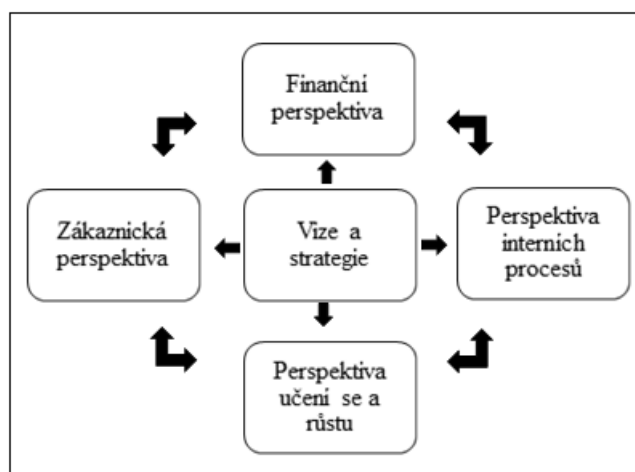 Finanční
perspektiva
Zákaznická
perspektiva
Vize a
strategie
Perspektiva
interních
procesů
Perspektiva
učení se a
růstu